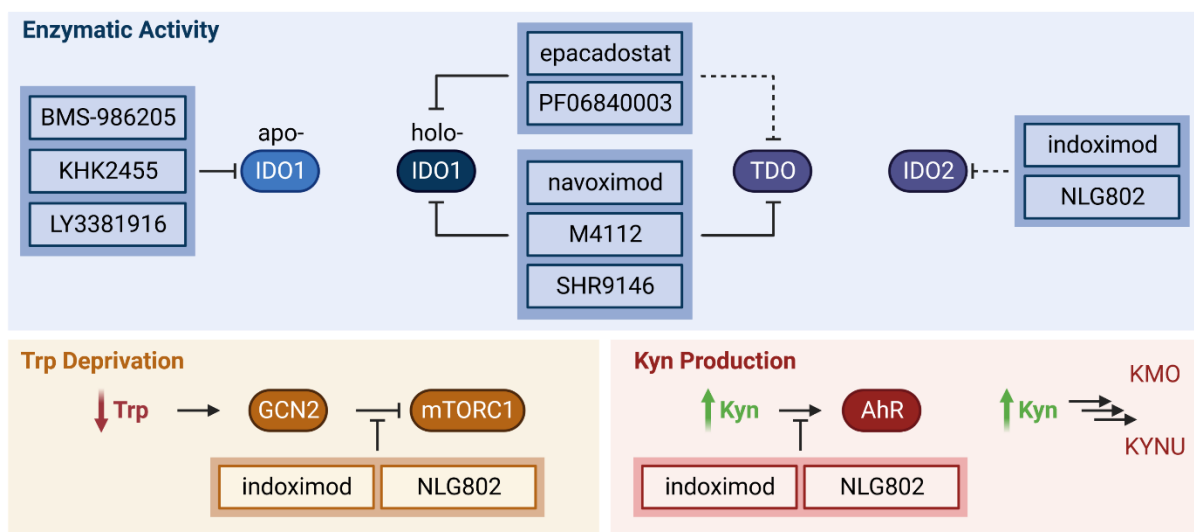 Enzymatic Activity
BMS-986205
KHK2455
LY3381916
apo-
IDO1
holo-
IDO1
epacadostat
PF06840003
navoximod
M4112
SHR9146
TDO
IDO2
indoximod
NLG802
Trp Deprivation
Trp
GCN2
mTORC1
indoximod
NLG802
Kyn Production
Kyn
AhR
indoximod
NLG802
Kyn
KMO
KYNU